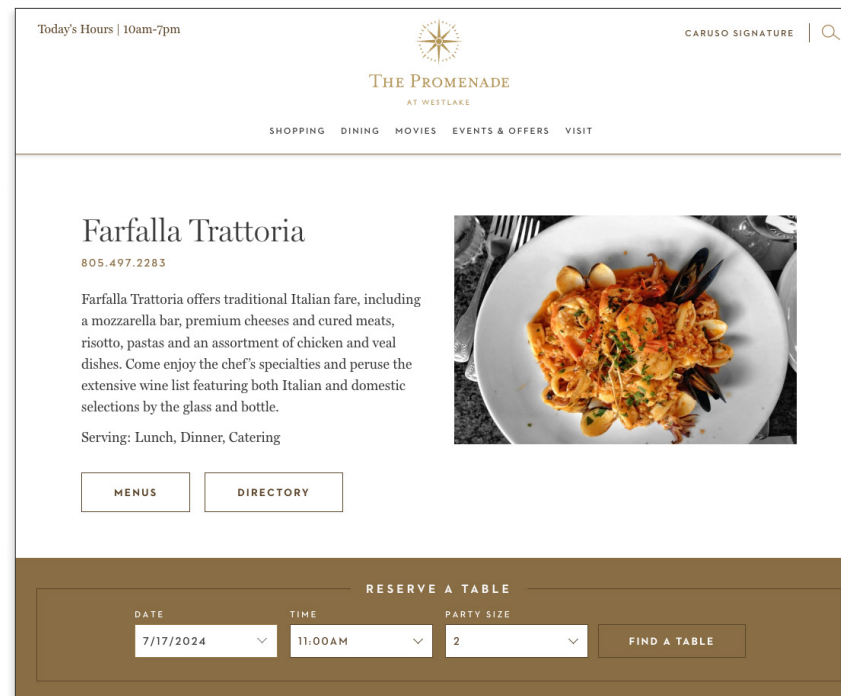 Today's Hours | 10am-7pm
CARUSO SIGNATURE
THE PROMENADE
AT WESTLAKE
SHOPPING DINING MOVIES EVENTS & OFFERS VISIT
Farfalla Trattoria
805.497.2283
Farfalla Trattoria offers traditional Italian fare, including
a mozzarella bar, premium cheeses and cured meats,
risotto, pastas and an assortment of chicken and veal
dishes. Come enjoy the chef's specialties and peruse the
extensive wine list featuring both Italian and domestic
selections by the glass and bottle.
Serving: Lunch, Dinner, Catering
MENUS DIRECTORY
RESERVE A TABLE
DATE TIME PARTY SIZE
7/17/2024 11:00AM 2 FIND A TABLE